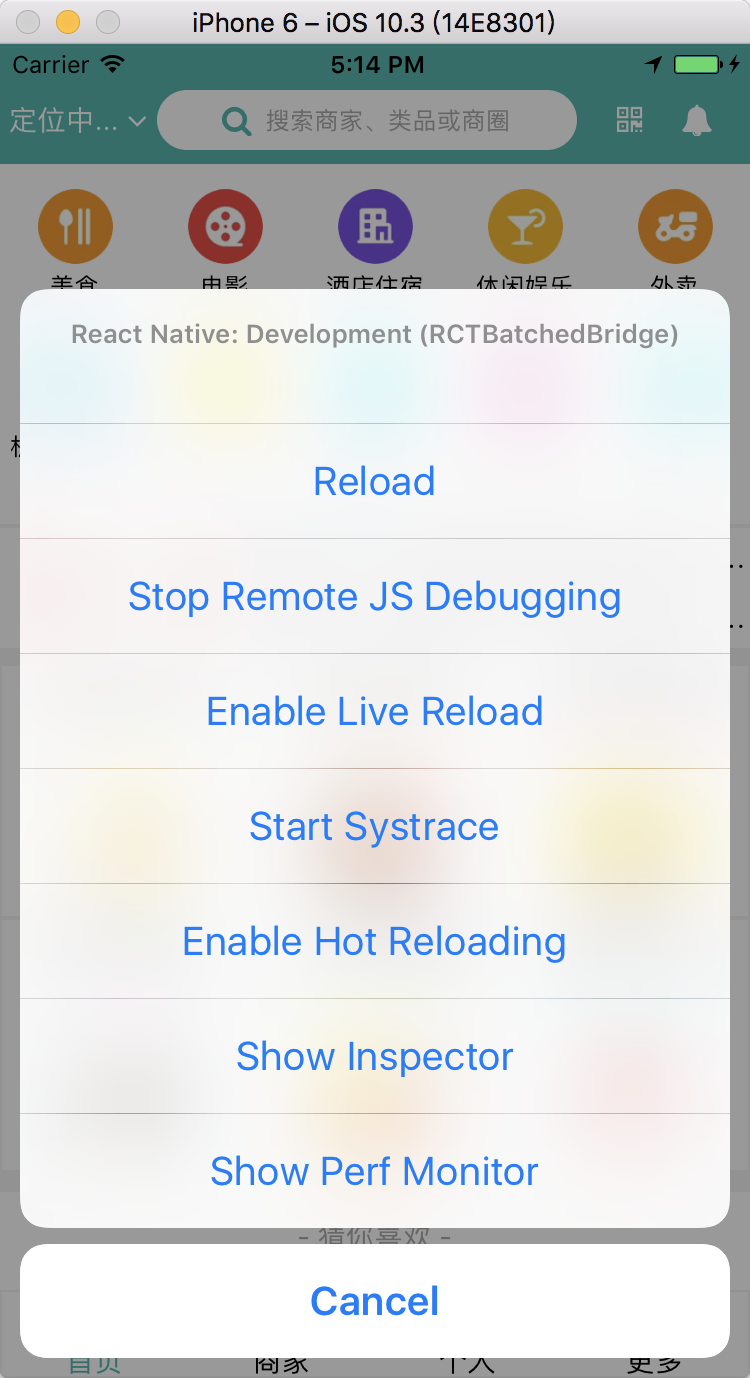 iPhone 6 – iOS 10.3 (14E8301)
Carrier 5:14 PM
定位中... 搜索商家、类品或商圈
美食 电影 酒店住宿 休闲娱乐 外卖
React Native: Development (RCTBatchedBridge)
Reload
Stop Remote JS Debugging
Enable Live Reload
Start Systrace
Enable Hot Reloading
Show Inspector
Show Perf Monitor
- 猜你喜欢 -
Cancel
首页 商家 个人 更多